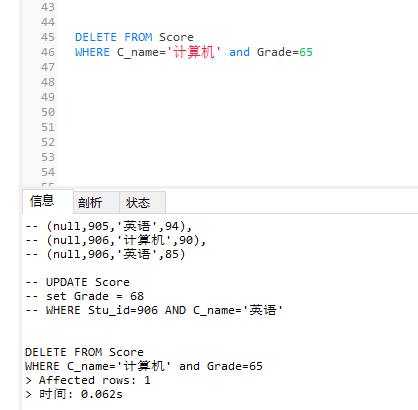 43
44
45 DELETE FROM Score
46 WHERE C_name='计算机' and Grade=65
47
48
49
50
51
52
53
54
信息 剖析 状态
-- (null,905,'英语',94),
-- (null,906,'计算机',90),
-- (null,906,'英语',85)
-- UPDATE Score
-- set Grade = 68
-- WHERE Stu_id=906 AND C_name='英语'
DELETE FROM Score
WHERE C_name='计算机' and Grade=65
> Affected rows: 1
> 时间: 0.062s